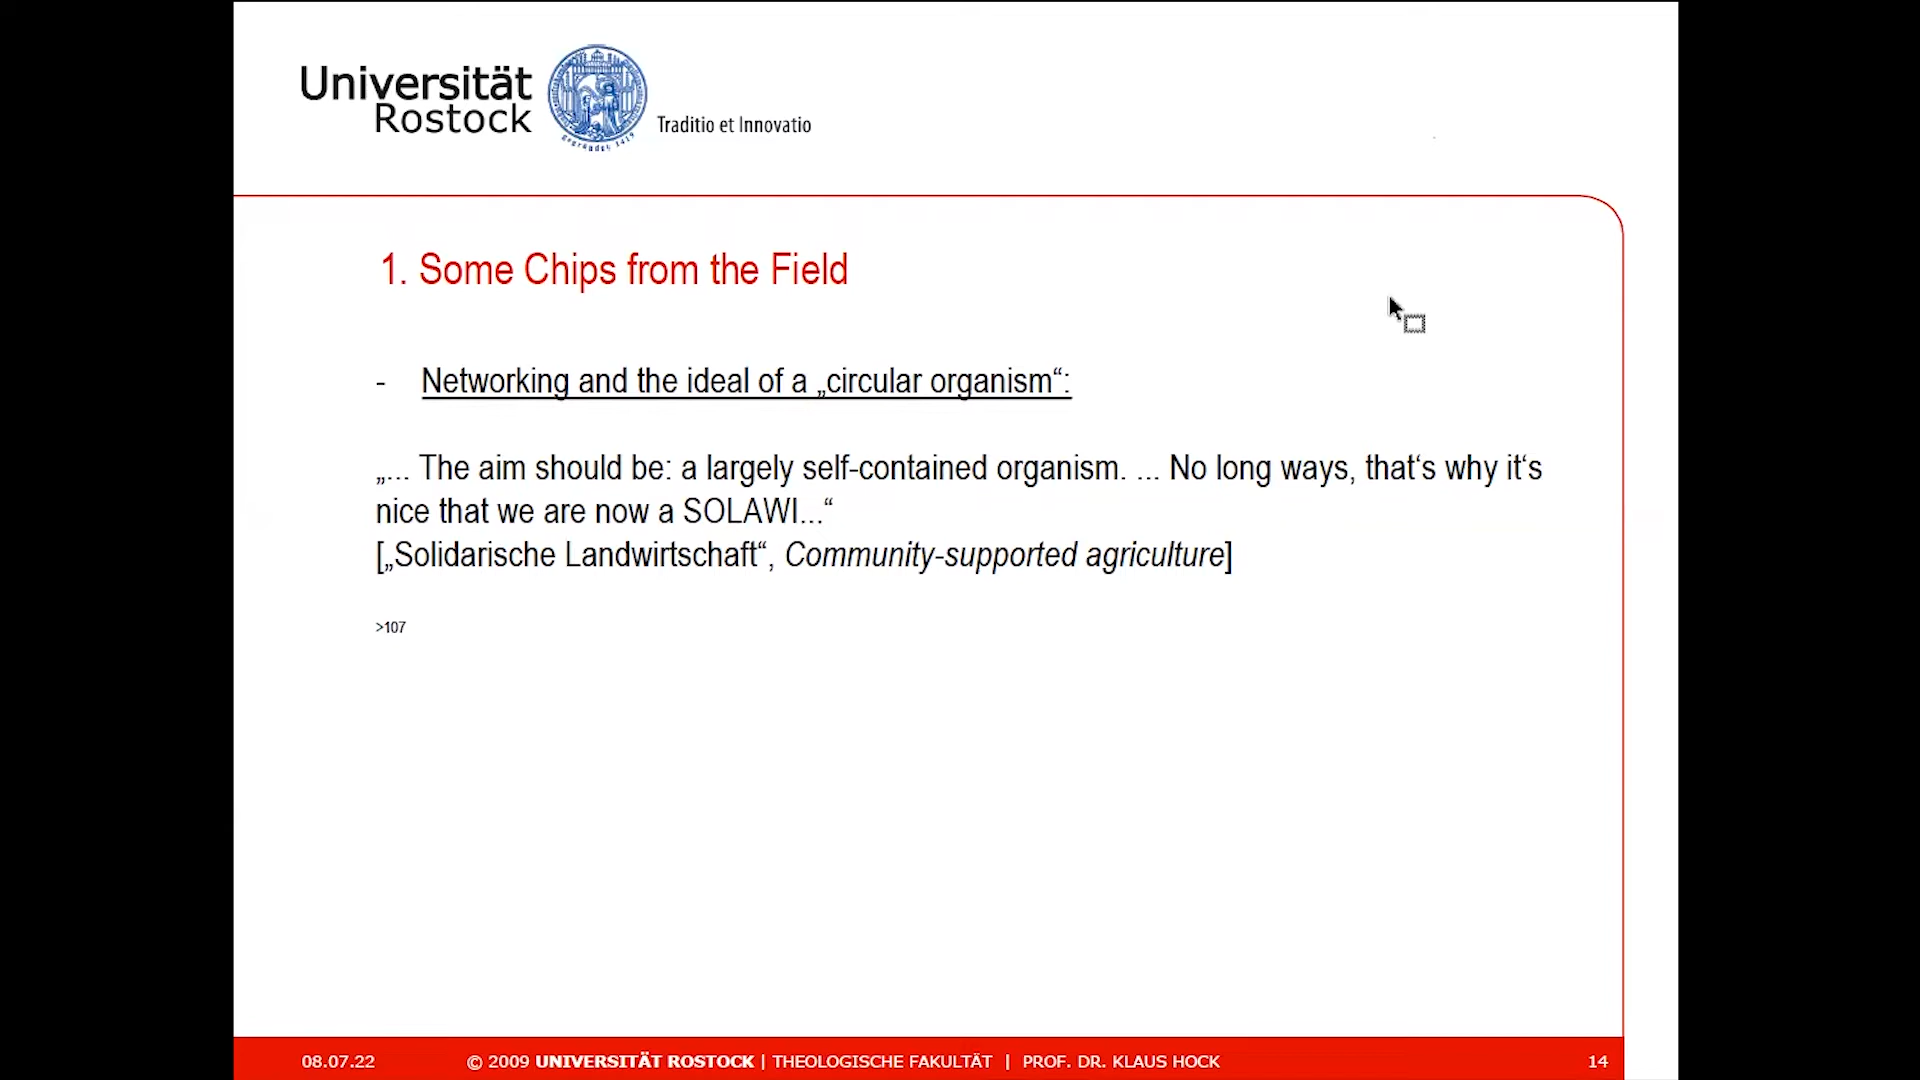 Universität
Rostock
gegründet 1419
Traditio et Innovatio
1. Some Chips from the Field
- Networking and the ideal of a „circular organism“:
„... The aim should be: a largely self-contained organism. ... No long ways, that‘s why it‘s
nice that we are now a SOLAWI...“
[„Solidarische Landwirtschaft“, Community-supported agriculture]
>107
08.07.22 © 2009 UNIVERSITÄT ROSTOCK | THEOLOGISCHE FAKULTÄT | PROF. DR. KLAUS HOCK 14